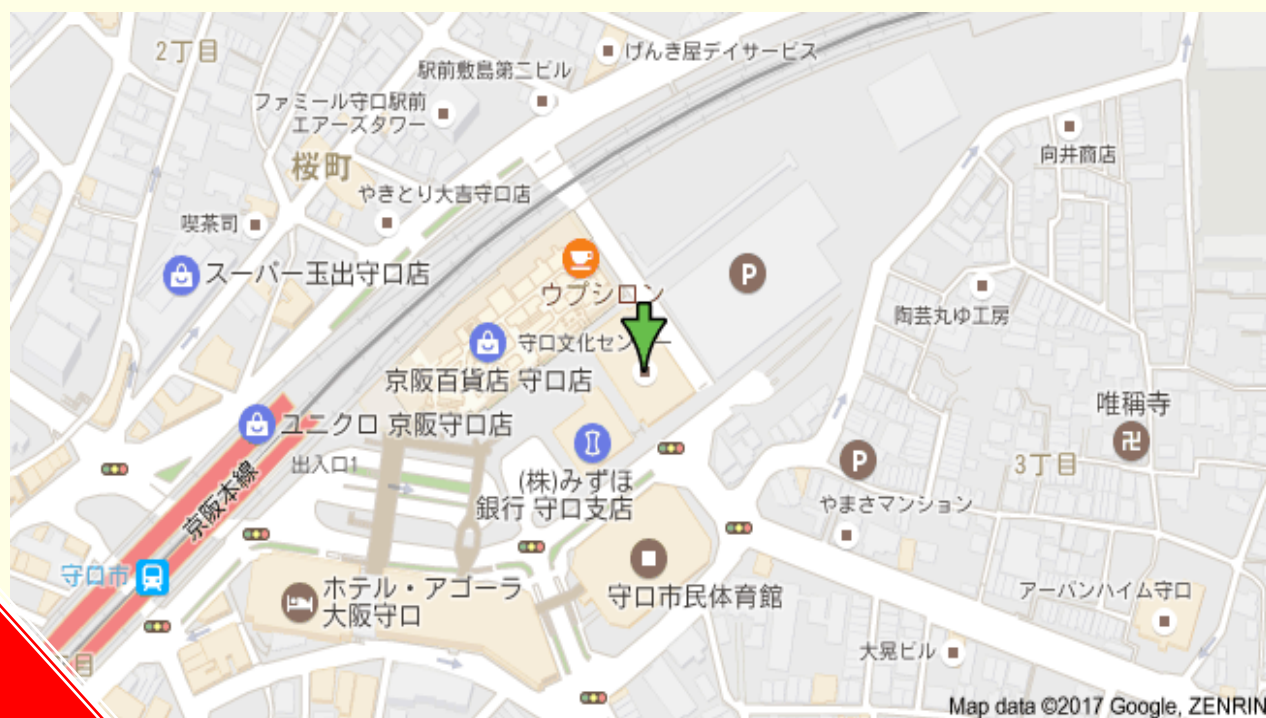 2丁目
げんき屋デイサービス
駅前敷島第二ビル
ファミール守口駅前
エアーズタワー
向井商店
桜町
やきとり大吉守口店
喫茶司
スーパー玉出守口店
P
ウプシロン
陶芸丸ゆ工房
守口文化センター
京阪百貨店 守口店
唯稱寺
卍
ユニクロ 京阪守口店
出入口1
P
3丁目
(株)みずほ
銀行 守口支店
京阪本線
やまさマンション
守口市
ホテル・アゴーラ
大阪守口
守口市民体育館
アーバンハイム守口
大晃ビル
丁目
Map data ©2017 Google, ZENRIN